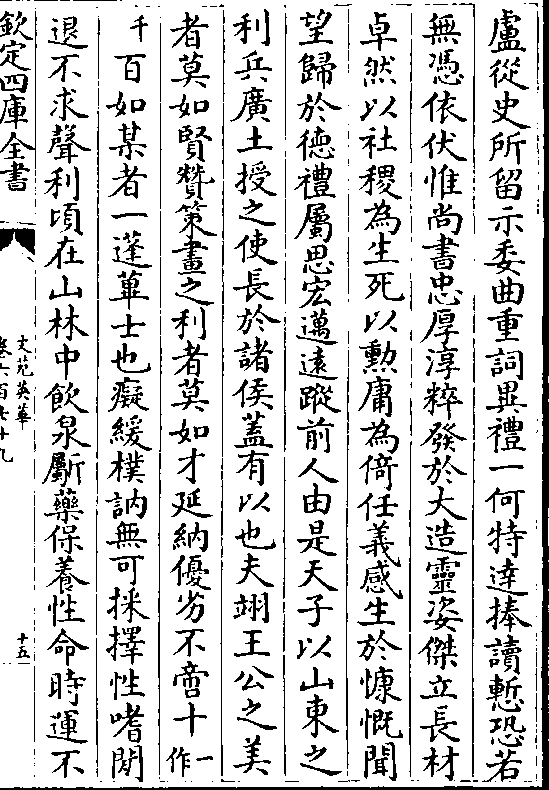 盧從史所留示委曲重詞異禮一何特達捧讀慙恐若
無憑依伏惟尚書忠厚淳粹發於大造靈姿傑立長材
卓然以社稷為生死以勳庸為倚任義感生於慷慨聞
望歸於德禮屬思宏邁遠蹤前人由是天子以山東之
利兵廣土授之使長於諸侯蓋有以也夫翊王公之美
者莫如賢贊策畫之利者莫如才延納優劣不啻十一作
千百如某者一蓬蓽士也癡緩樸訥無可採擇性嗜閒
退不求聲利頃在山林中飲泉斸藥保養性命時運不
欽定四庫全書
文苑英華
卷六百七十九
十五